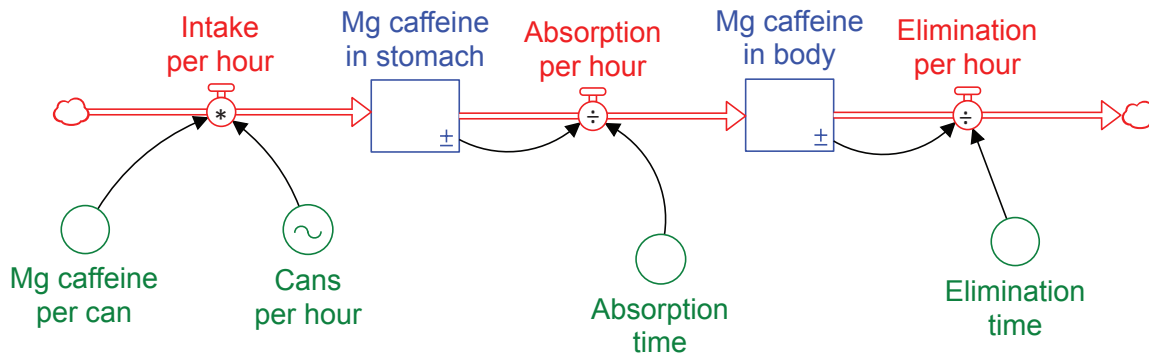 Intake
per hour
Mg caffeine
in stomach
Absorption
per hour
Mg caffeine
in body
Elimination
per hour
*
±
÷
±
÷
Mg caffeine
per can
Cans
per hour
Absorption
time
Elimination
time